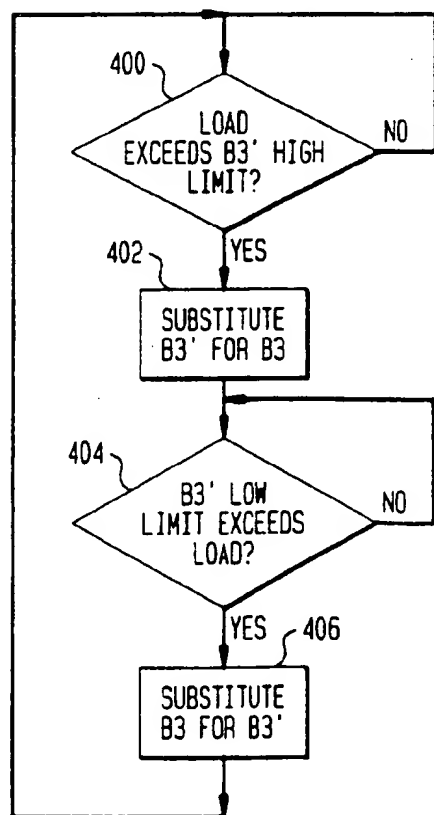 400
LOAD
EXCEEDS B3' HIGH
LIMIT?
NO
YES
402
SUBSTITUTE
B3' FOR B3
404
B3' LOW
LIMIT EXCEEDS
LOAD?
NO
YES
406
SUBSTITUTE
B3 FOR B3'